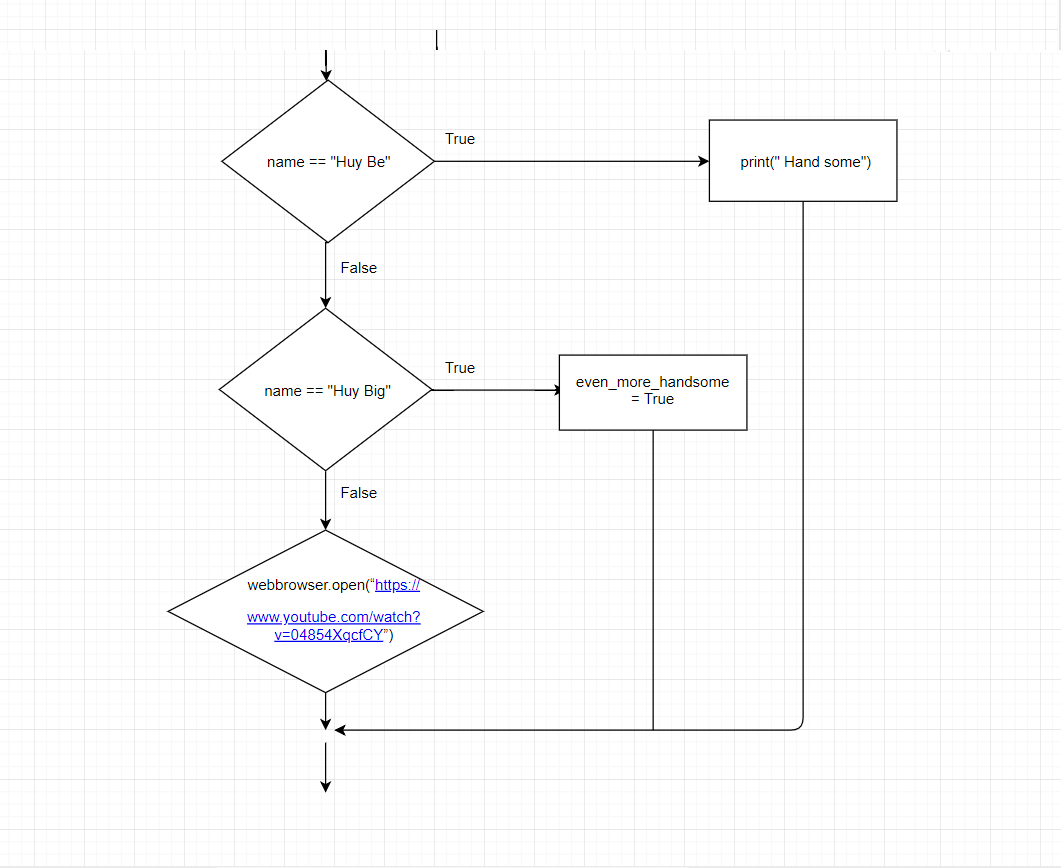 True
name == "Huy Be"
print(" Hand some")
False
True
name == "Huy Big"
even_more_handsome
= True
False
webbrowser.open(“https://
www.youtube.com/watch?
v=04854XqcfCY”)